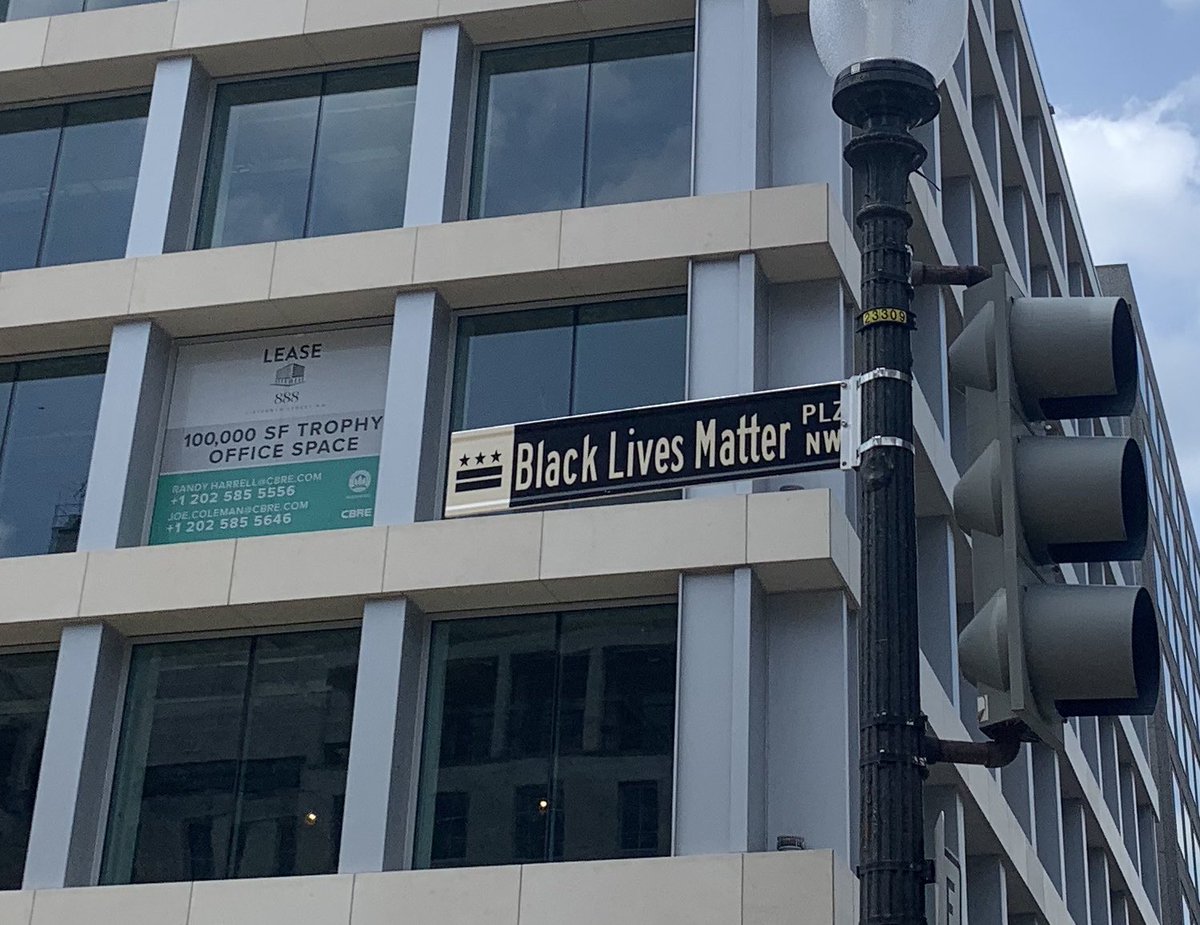 LEASE
888
100,000 SF TROPHY
OFFICE SPACE
RANDY.HARRELL@CBRE.COM
+1 202 585 5556
JOE.COLEMAN@CBRE.COM
+1 202 585 5646
CBRE
Black Lives Matter PLZ
NW
23309